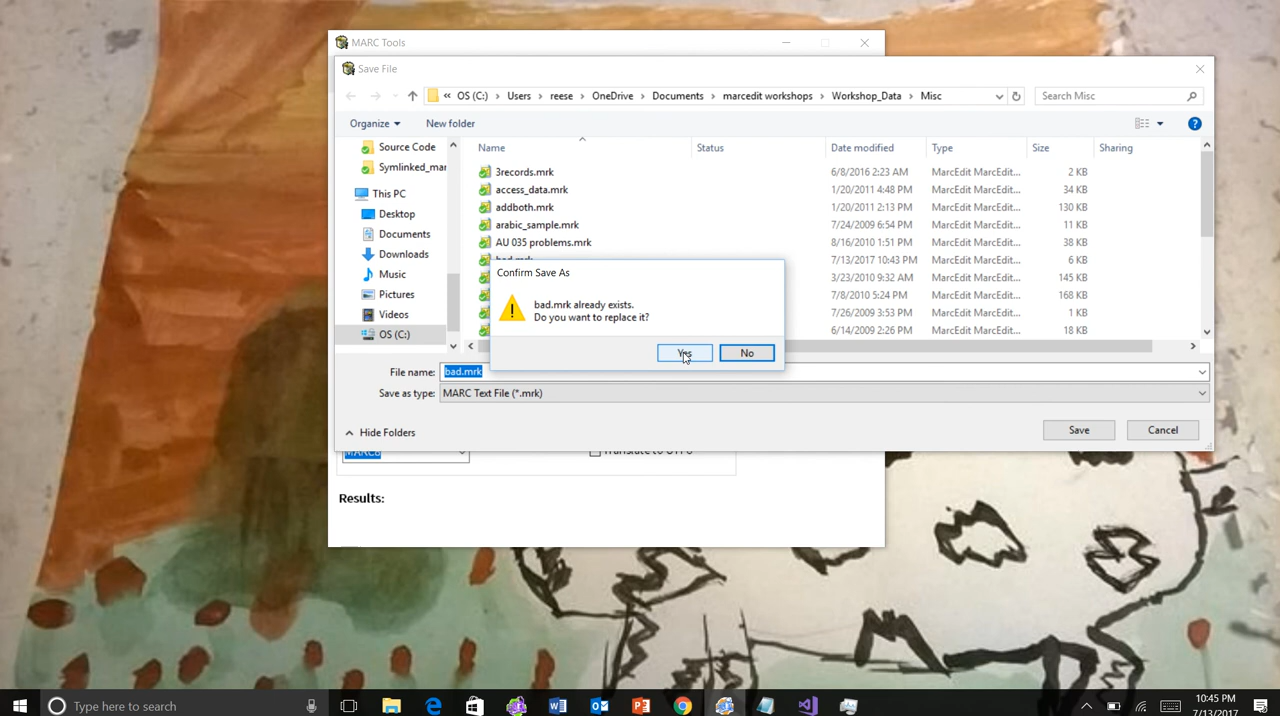 MARC Tools
Save File
« OS (C:) > Users > reese > OneDrive > Documents > marcedit workshops > Workshop_Data > Misc
Search Misc
Organize
New folder
Source Code
Symlinked_mar
This PC
Desktop
Documents
Downloads
Music
Pictures
Videos
OS (C:)
Name Status Date modified Type Size Sharing
3records.mrk 6/8/2016 2:23 AM MarcEdit MarcEdit... 2 KB
access_data.mrk 1/20/2011 4:48 PM MarcEdit MarcEdit... 34 KB
addboth.mrk 1/20/2011 2:13 PM MarcEdit MarcEdit... 130 KB
arabic_sample.mrk 7/24/2009 6:54 PM MarcEdit MarcEdit... 11 KB
AU 035 problems.mrk 8/16/2010 1:51 PM MarcEdit MarcEdit... 38 KB
bad.mrk 7/13/2017 10:43 PM MarcEdit MarcEdit... 6 KB
3/23/2010 9:32 AM MarcEdit MarcEdit... 145 KB
7/8/2010 5:24 PM MarcEdit MarcEdit... 168 KB
7/26/2009 3:53 PM MarcEdit MarcEdit... 1 KB
6/14/2009 2:26 PM MarcEdit MarcEdit... 18 KB
Confirm Save As
bad.mrk already exists.
Do you want to replace it?
Yes No
File name: bad.mrk
Save as type: MARC Text File (*.mrk)
Hide Folders
Save Cancel
MARC8
Translate to UTF8
Results:
Type here to search
10:45 PM
7/13/2017